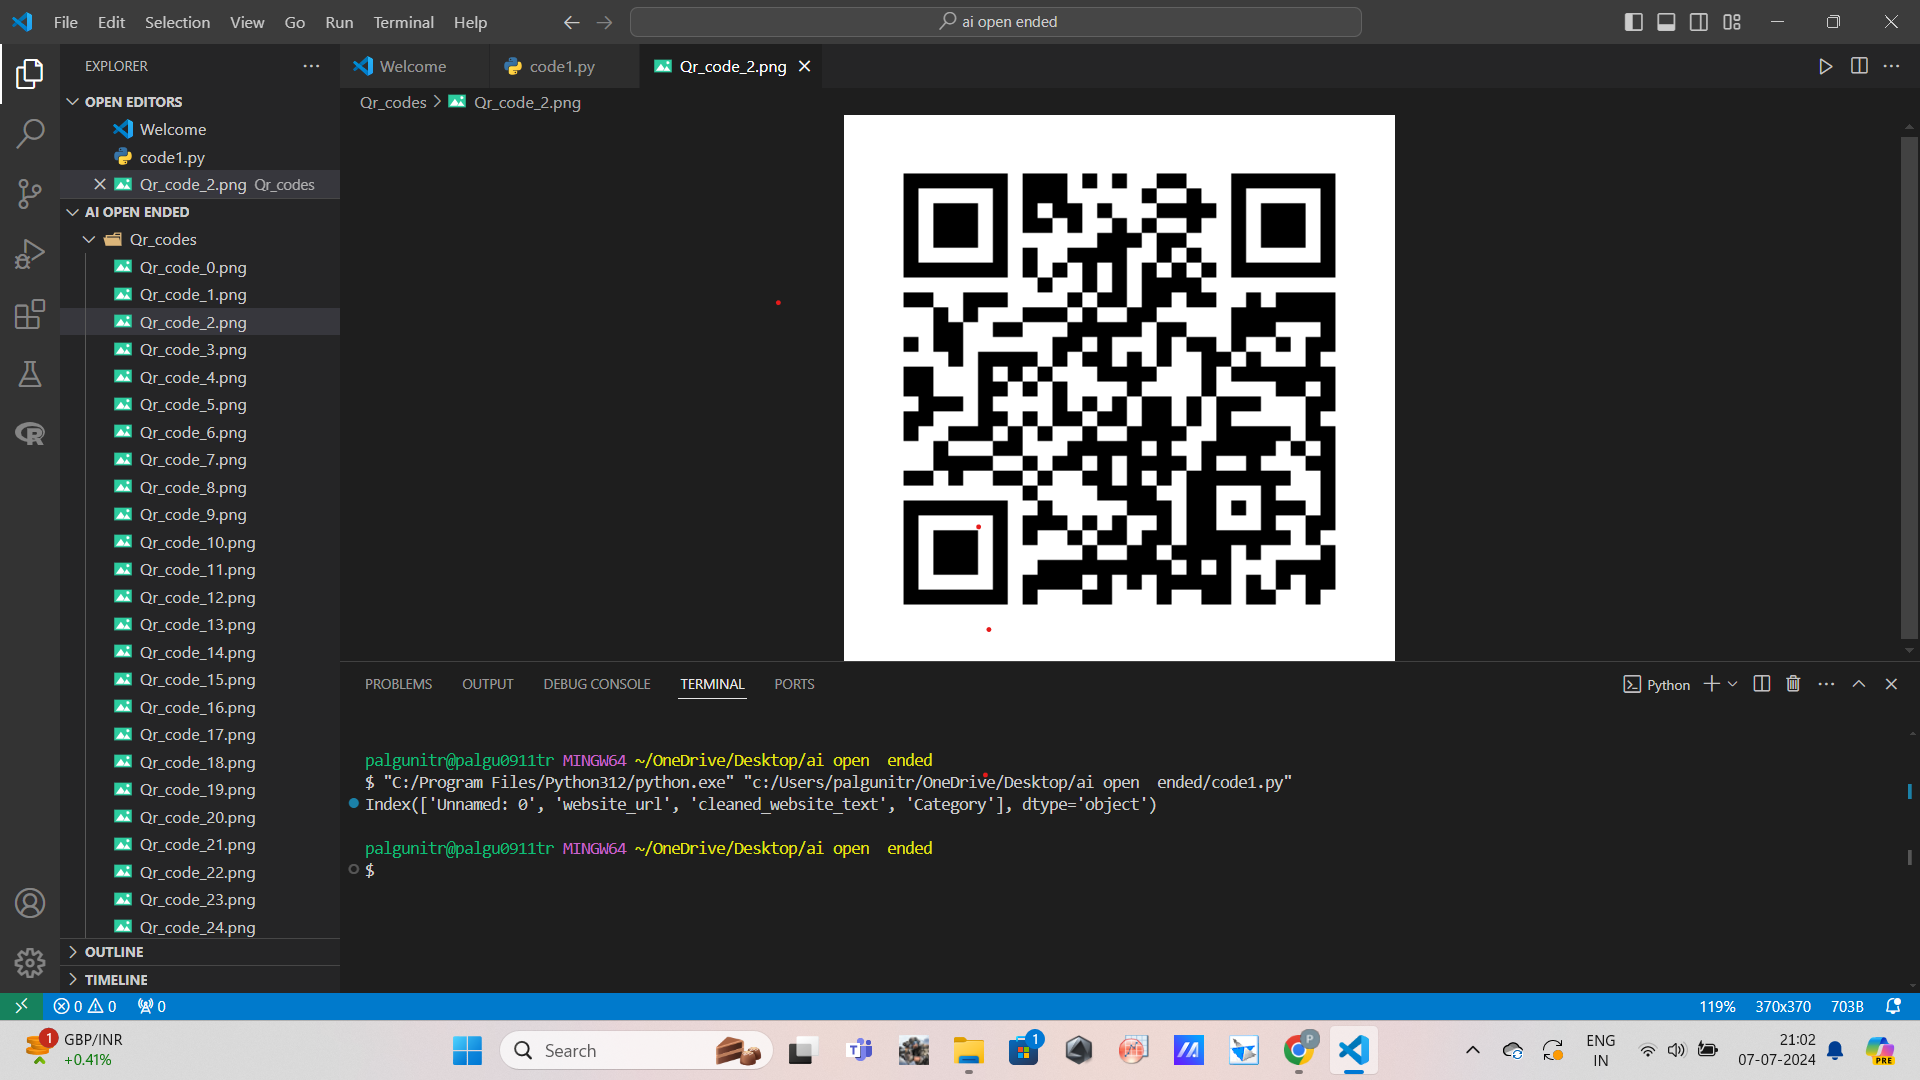 File Edit Selection View Go Run Terminal Help
ai open ended
EXPLORER
OPEN EDITORS
Welcome
code1.py
Qr_code_2.png Qr_codes
AI OPEN ENDED
Qr_codes
Qr_code_0.png
Qr_code_1.png
Qr_code_2.png
Qr_code_3.png
Qr_code_4.png
Qr_code_5.png
Qr_code_6.png
Qr_code_7.png
Qr_code_8.png
Qr_code_9.png
Qr_code_10.png
Qr_code_11.png
Qr_code_12.png
Qr_code_13.png
Qr_code_14.png
Qr_code_15.png
Qr_code_16.png
Qr_code_17.png
Qr_code_18.png
Qr_code_19.png
Qr_code_20.png
Qr_code_21.png
Qr_code_22.png
Qr_code_23.png
Qr_code_24.png
OUTLINE
TIMELINE
Welcome code1.py Qr_code_2.png
Qr_codes > Qr_code_2.png
PROBLEMS OUTPUT DEBUG CONSOLE TERMINAL PORTS
Python
palgunitr@palgu0911tr MINGW64 ~/OneDrive/Desktop/ai open  ended
$ "C:/Program Files/Python312/python.exe" "c:/Users/palgunitr/OneDrive/Desktop/ai open  ended/code1.py"
Index(['Unnamed: 0', 'website_url', 'cleaned_website_text', 'Category'], dtype='object')
palgunitr@palgu0911tr MINGW64 ~/OneDrive/Desktop/ai open  ended
$
0 0 0
119% 370x370 703B
1
GBP/INR
+0.41%
Search
1
P
ENG
IN
21:02
07-07-2024
PRE